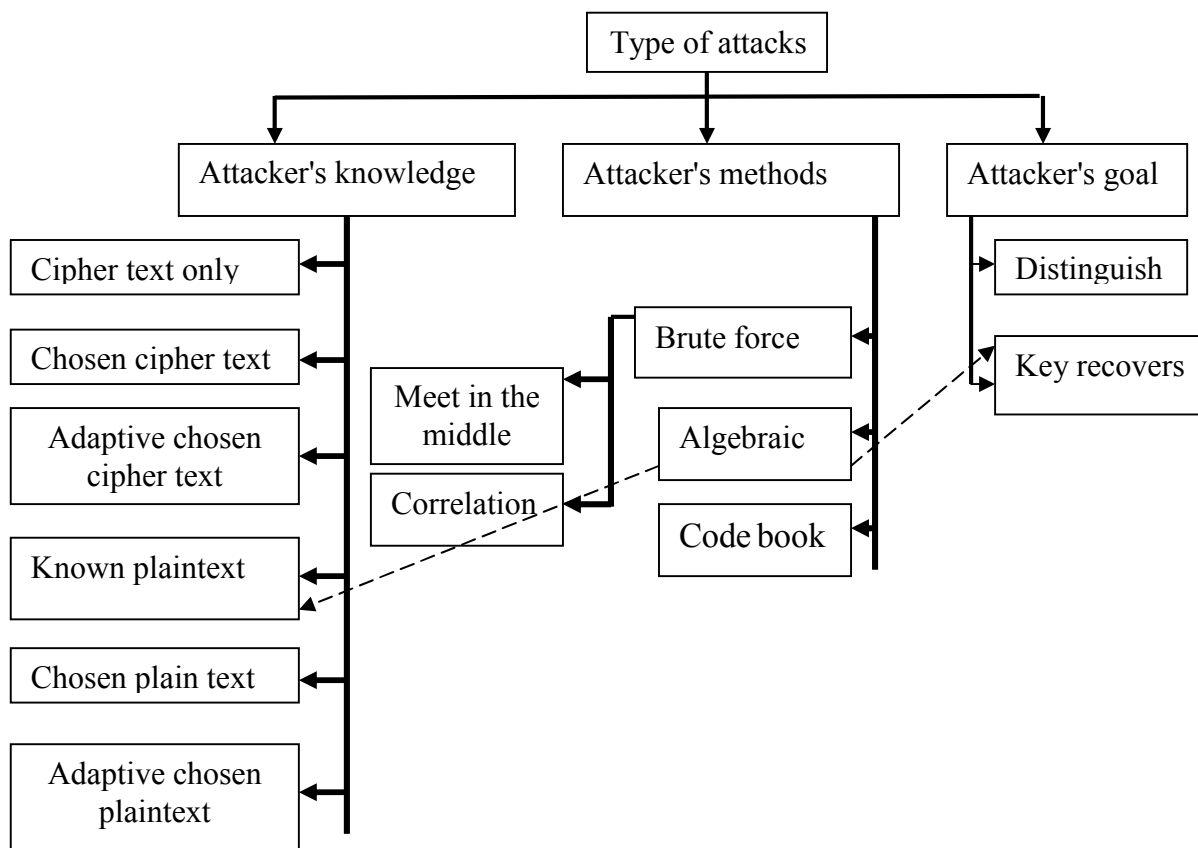 Type of attacks
Attacker's knowledge
Attacker's methods
Attacker's goal
Cipher text only
Chosen cipher text
Adaptive chosen
cipher text
Known plaintext
Chosen plain text
Adaptive chosen
plaintext
Brute force
Meet in the
middle
Correlation
Algebraic
Code book
Distinguish
Key recovers